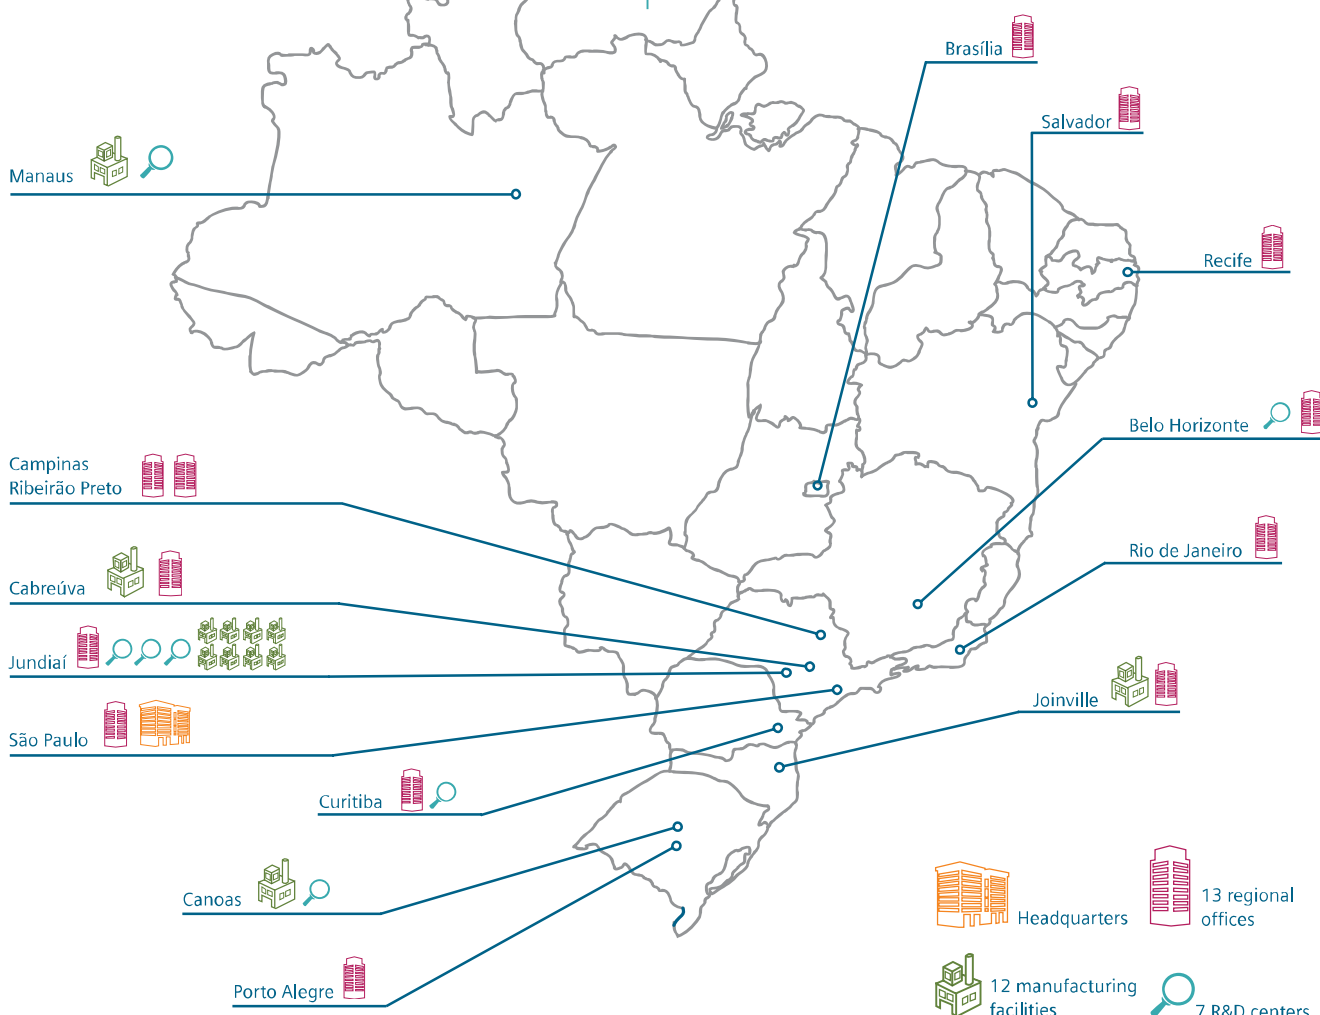 Brasília
Salvador
Manaus
Recife
Belo Horizonte
Campinas
Ribeirão Preto
Rio de Janeiro
Cabreúva
Jundiaí
Joinville
São Paulo
Curitiba
Canoas
Porto Alegre
Headquarters
13 regional
offices
12 manufacturing
facilities
7 R&D centers